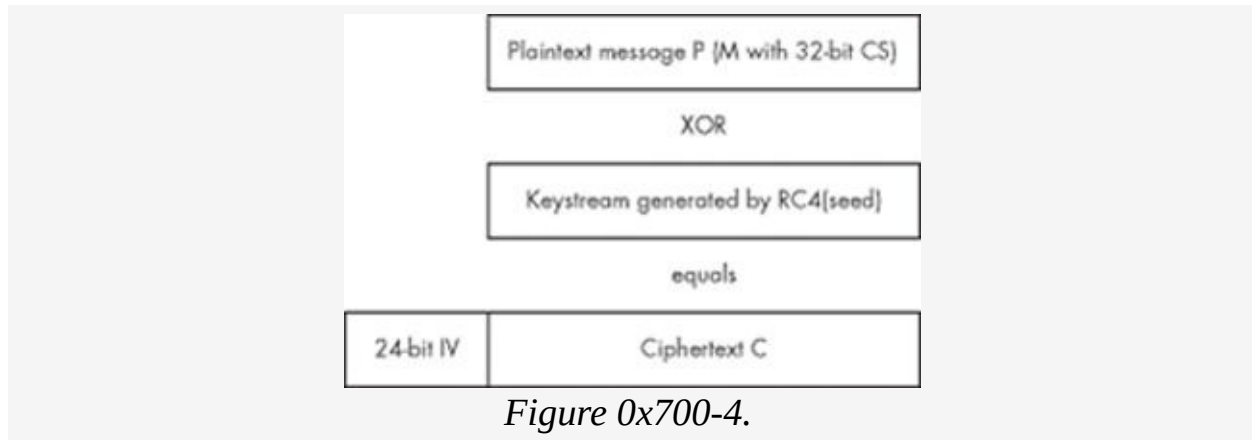 Plaintext message P (M with 32-bit CS)
XOR
Keystream generated by RC4(seed)
equals
24-bit IV Ciphertext C
Figure 0x700-4.